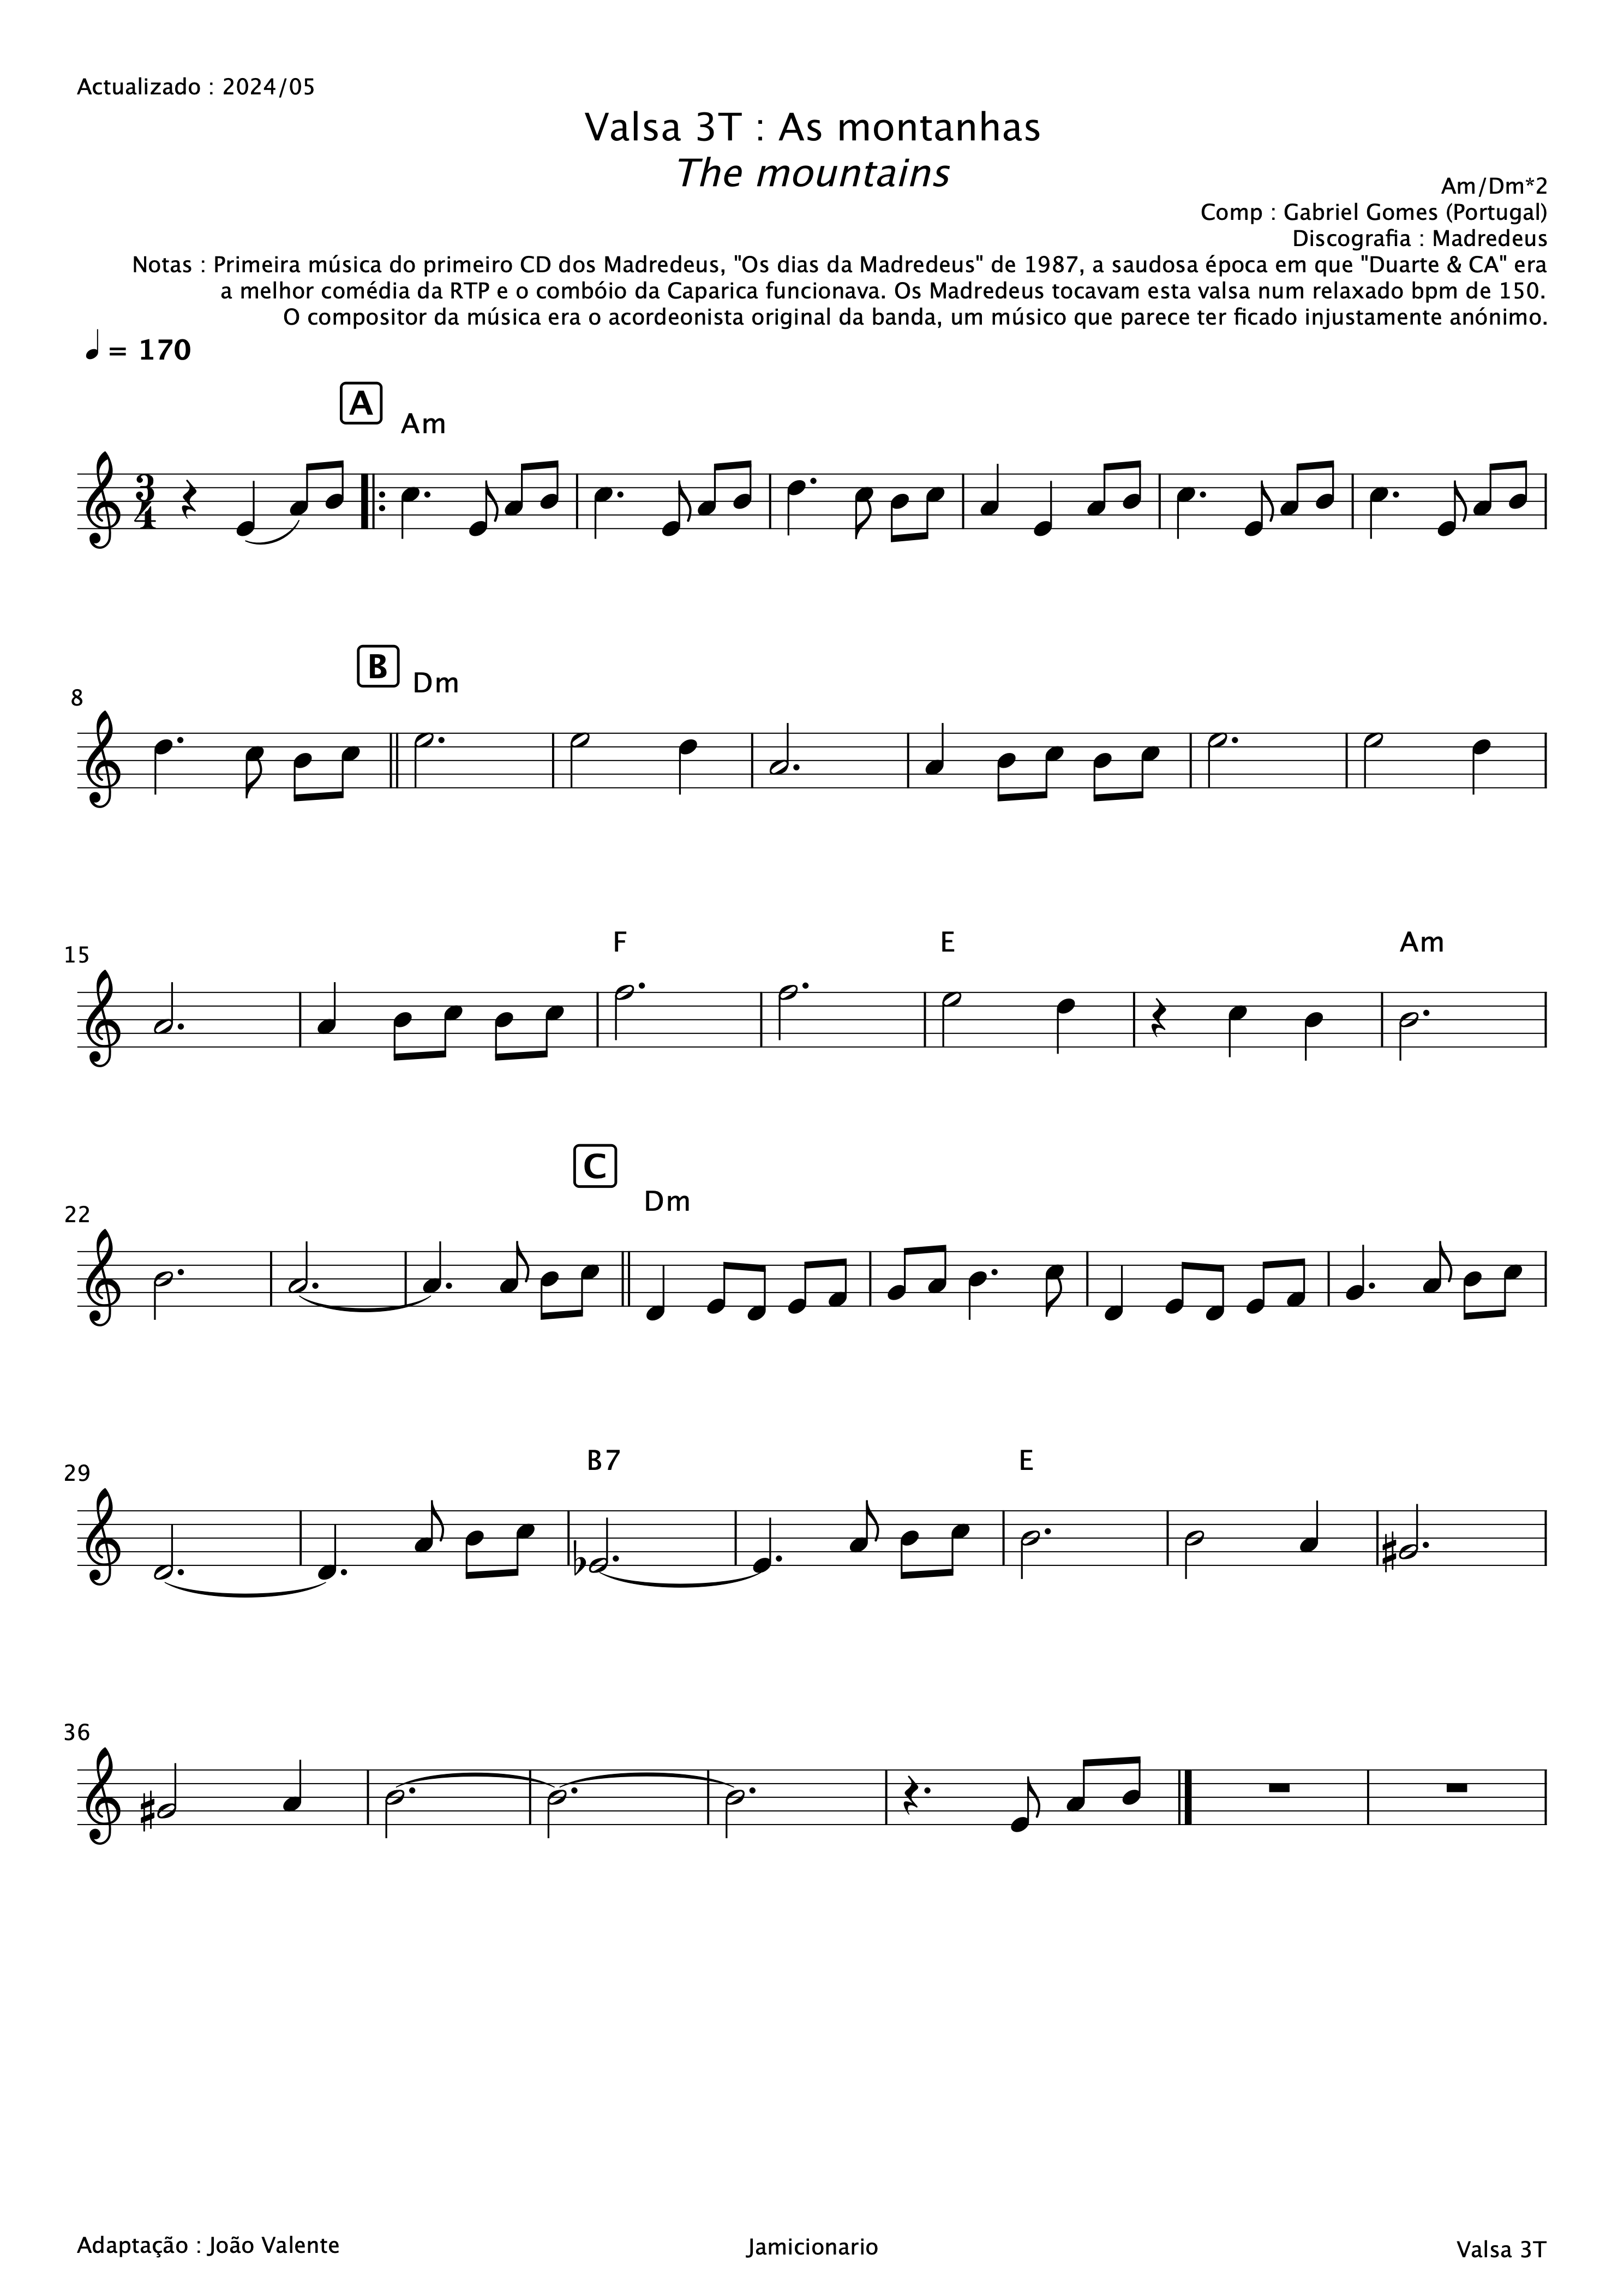 Actualizado : 2024/05
Valsa 3T : As montanhas
The mountains
Am/Dm*2
Comp : Gabriel Gomes (Portugal)
Discografia : Madredeus
Notas : Primeira música do primeiro CD dos Madredeus, "Os dias da Madredeus" de 1987, a saudosa época em que "Duarte & CA" era
a melhor comédia da RTP e o combóio da Caparica funcionava. Os Madredeus tocavam esta valsa num relaxado bpm de 150.
O compositor da música era o acordeonista original da banda, um músico que parece ter ficado injustamente anónimo.
= 170
A Am
3
4
B Dm
8
F E Am
15
C
Dm
22
B7 E
29
36
Adaptação : João Valente
Jamicionario
Valsa 3T